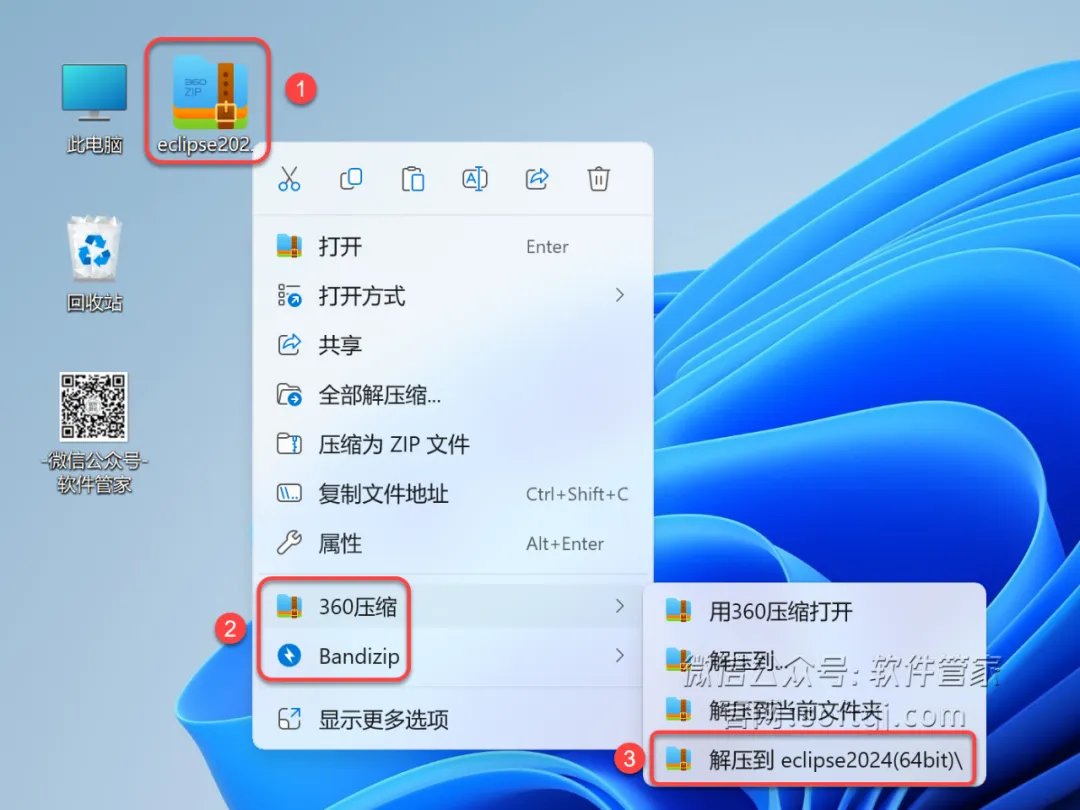 360
ZIP
此电脑
eclipse202.
1
回收站
-微信公众号-
软件管家
打开 Enter
打开方式
共享
全部解压缩...
压缩为 ZIP 文件
复制文件地址 Ctrl+Shift+C
属性 Alt+Enter
2
360压缩
Bandizip
显示更多选项
用360压缩打开
解压到...
微信公众号: 软件管家
解压到当前文件夹
3
解压到 eclipse2024(64bit)\